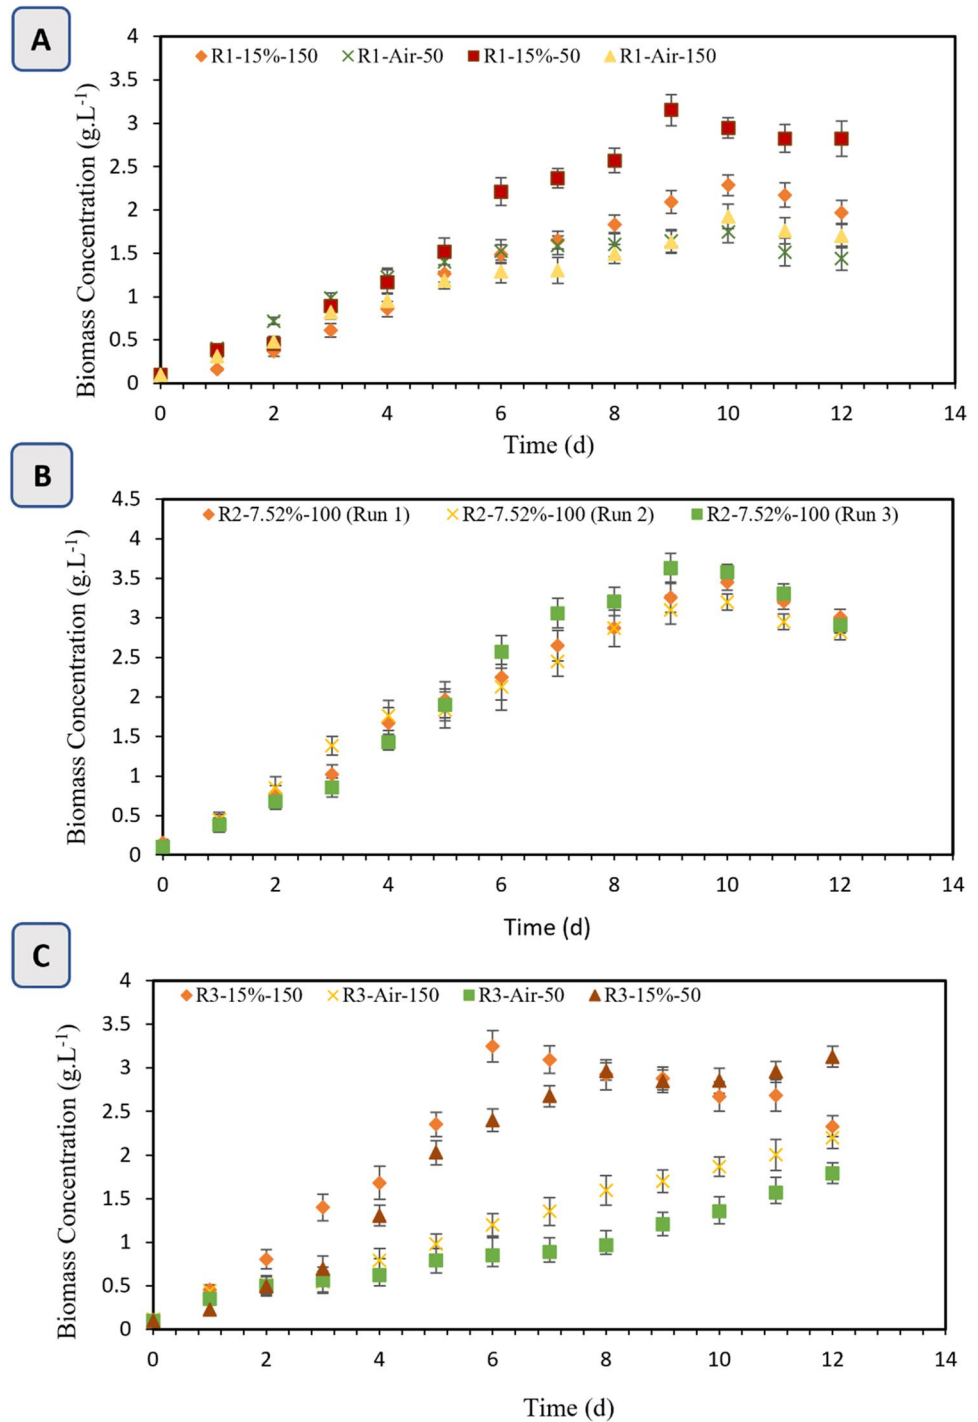 A
4
R1-15%-150 R1-Air-50 R1-15%-50 R1-Air-150
3.5
3
2.5
2
1.5
1
0.5
0
Biomass Concentration (g.L-1)
0 2 4 6 8 10 12 14
Time (d)
B
4.5
R2-7.52%-100 (Run 1) R2-7.52%-100 (Run 2) R2-7.52%-100 (Run 3)
4
3.5
3
2.5
2
1.5
1
0.5
0
Biomass Concentration (g.L-1)
0 2 4 6 8 10 12 14
Time (d)
C
4
R3-15%-150 R3-Air-150 R3-Air-50 R3-15%-50
3.5
3
2.5
2
1.5
1
0.5
0
Biomass Concentration (g.L-1)
0 2 4 6 8 10 12 14
Time (d)